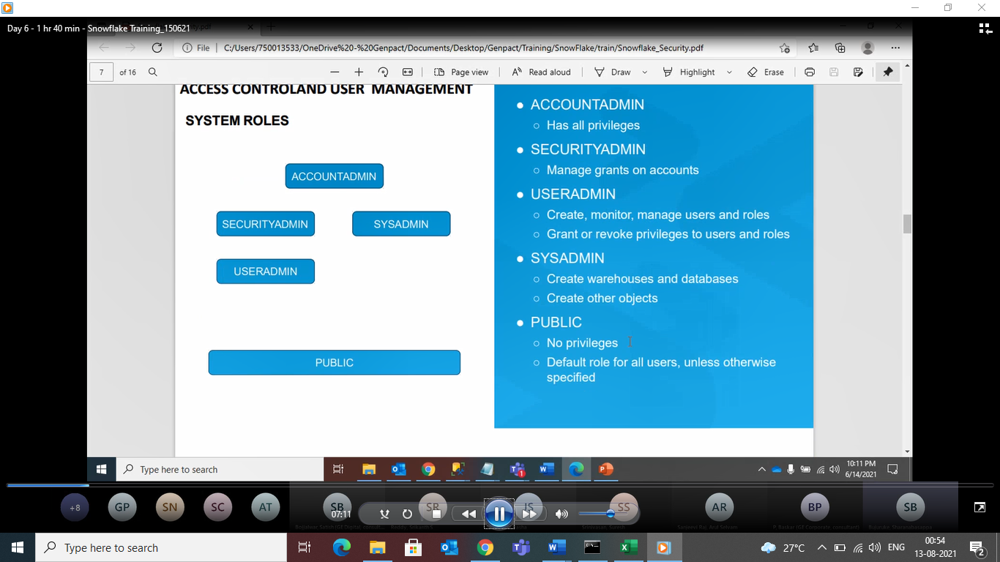 Day 6 - 1 hr 40 min - Snowflake Training_150621
File
C:/Users/750013533/OneDrive%20-%20Genpact/Documents/Desktop/Genpact/Training/SnowFlake/train/Snowflake_Security.pdf
7 of 16
Page view
Read aloud
Draw
Highlight
Erase
ACCESS CONTROLAND USER MANAGEMENT
SYSTEM ROLES
ACCOUNTADMIN
SECURITYADMIN
SYSADMIN
USERADMIN
PUBLIC
ACCOUNTADMIN
Has all privileges
SECURITYADMIN
Manage grants on accounts
USERADMIN
Create, monitor, manage users and roles
Grant or revoke privileges to users and roles
SYSADMIN
Create warehouses and databases
Create other objects
PUBLIC
No privileges
Default role for all users, unless otherwise
specified
Type here to search
1
10:11 PM
6/14/2021
+8
GP
SN
SC
AT
SB
SR
JS
SS
AR
BP
SB
07:11
Type here to search
27°C
ENG
00:54
13-08-2021
2